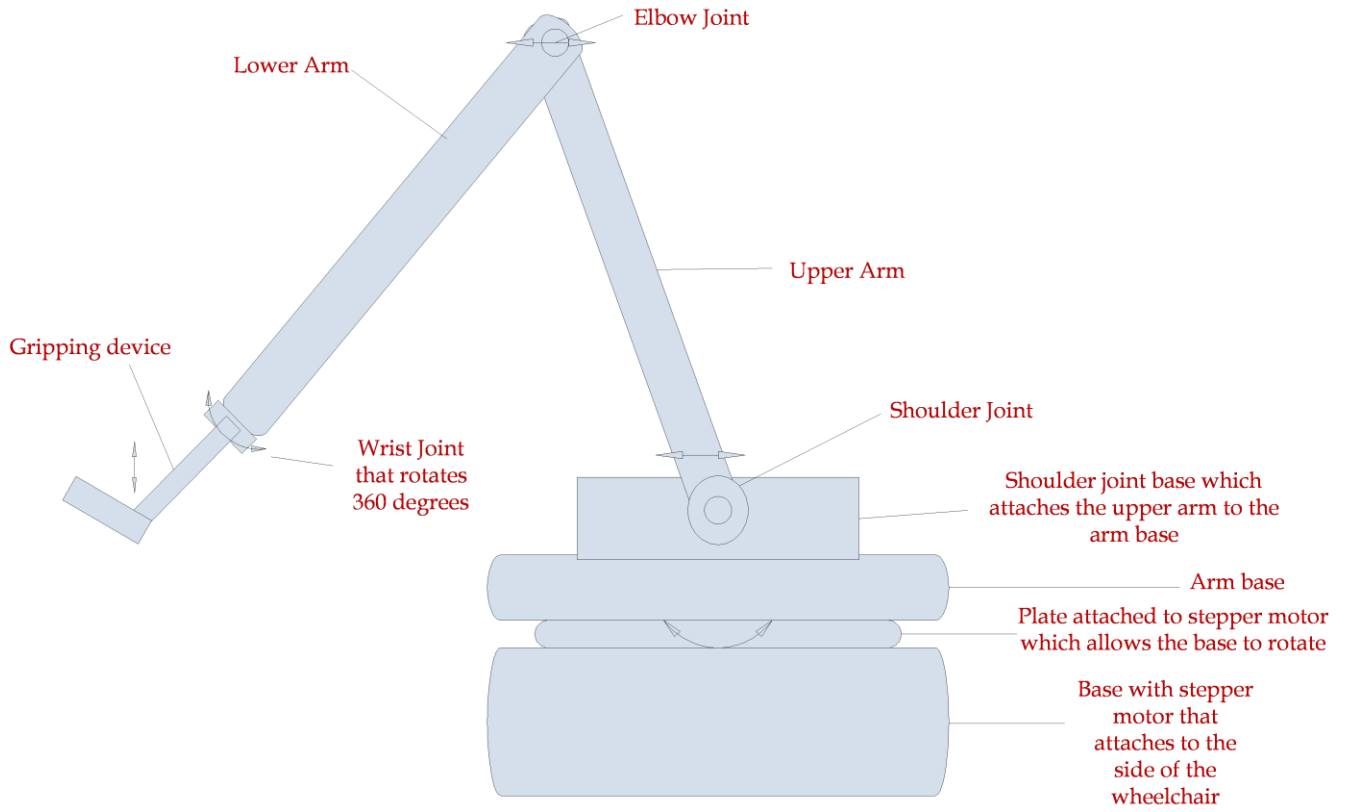 Elbow Joint
Lower Arm
Upper Arm
Gripping device
Shoulder Joint
Wrist Joint
that rotates
360 degrees
Shoulder joint base which
attaches the upper arm to the
arm base
Arm base
Plate attached to stepper motor
which allows the base to rotate
Base with stepper
motor that
attaches to the
side of the
wheelchair